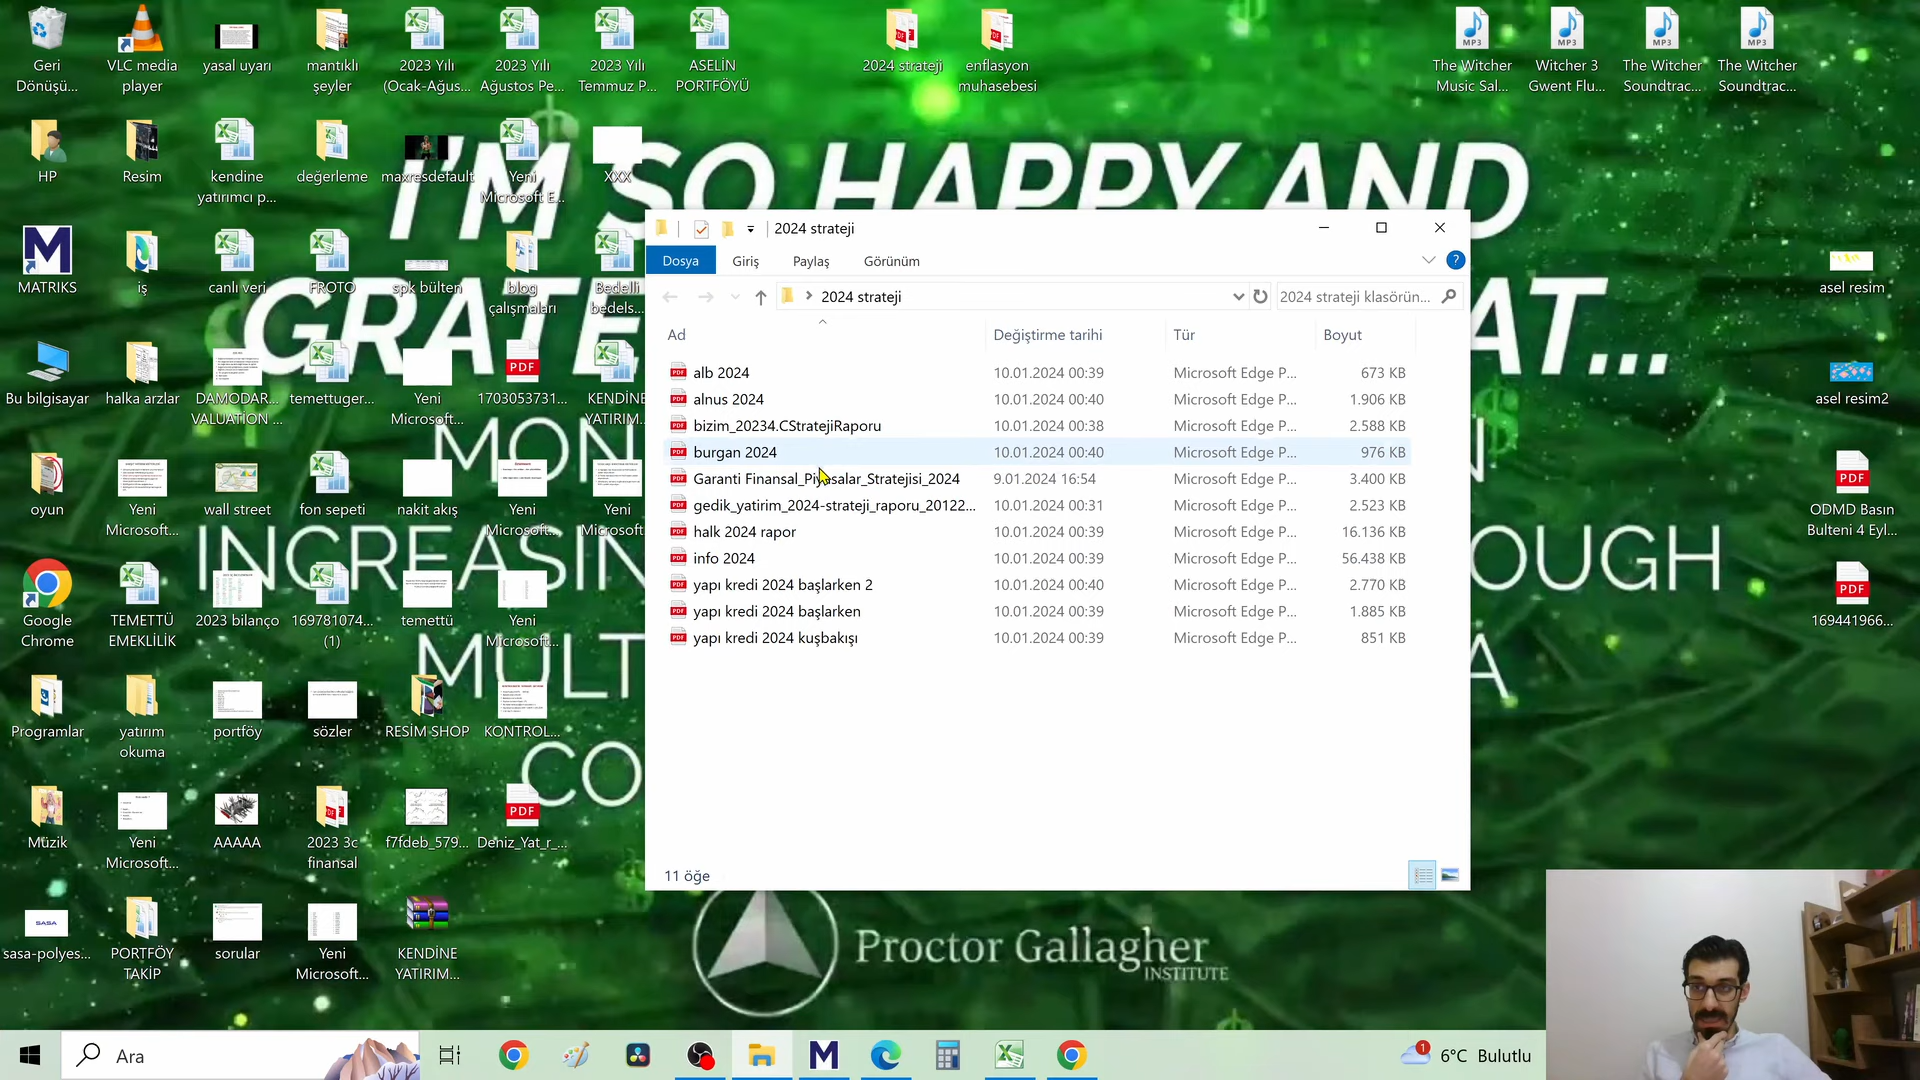 I'M SO HAPPY AND
GRATE
AT...
MON
INCREASIN
OUGH
MULT
A
CO
Proctor Gallagher
INSTITUTE
Geri
Dönüşü...
VLC media
player
yasal uyarı
mantıklı
şeyler
2023 Yılı
(Ocak-Ağus...
2023 Yılı
Ağustos Pe...
2023 Yılı
Temmuz P...
ASELİN
PORTFÖYÜ
2024 strateji
enflasyon
muhasebesi
The Witcher
Music Sal...
Witcher 3
Gwent Flu...
The Witcher
Soundtrac...
The Witcher
Soundtrac...
HP
Resim
kendine
yatırımcı p...
değerleme
maxresdefault
Yeni
Microsoft E...
XXX
MATRIKS
iş
canlı veri
FROTO
spk bülten
blog
çalışmaları
Bedelli
bedels...
asel resim
Bu bilgisayar
halka arzlar
DAMODAR...
VALUATİON ...
temettuger...
Yeni
Microsoft...
1703053731...
KENDİNE
YATIRIM...
asel resim2
oyun
Yeni
Microsoft...
wall street
fon sepeti
nakit akış
Yeni
Microsoft...
Yeni
Microsoft...
ODMD Basın
Bulteni 4 Eyl...
Google
Chrome
TEMETTÜ
EMEKLİLİK
2023 bilanço
169781074...
(1)
temettü
Yeni
Microsoft...
169441966...
Programlar
yatırım
okuma
portföy
sözler
RESİM SHOP
KONTROL...
Müzik
Yeni
Microsoft...
AAAAA
2023 3ç
finansal
f7fdeb_579...
Deniz_Yat_r_...
sasa-polyes...
PORTFÖY
TAKİP
sorular
Yeni
Microsoft...
KENDİNE
YATIRIM...
2024 strateji
Dosya
Giriş
Paylaş
Görünüm
2024 strateji
2024 strateji klasörün...
Ad Değiştirme tarihi Tür Boyut
alb 2024 10.01.2024 00:39 Microsoft Edge P... 673 KB
alnus 2024 10.01.2024 00:40 Microsoft Edge P... 1.906 KB
bizim_20234.CStratejiRaporu 10.01.2024 00:38 Microsoft Edge P... 2.588 KB
burgan 2024 10.01.2024 00:40 Microsoft Edge P... 976 KB
Garanti Finansal_Piyasalar_Stratejisi_2024 9.01.2024 16:54 Microsoft Edge P... 3.400 KB
gedik_yatirim_2024-strateji_raporu_20122... 10.01.2024 00:31 Microsoft Edge P... 2.523 KB
halk 2024 rapor 10.01.2024 00:39 Microsoft Edge P... 16.136 KB
info 2024 10.01.2024 00:39 Microsoft Edge P... 56.438 KB
yapı kredi 2024 başlarken 2 10.01.2024 00:40 Microsoft Edge P... 2.770 KB
yapı kredi 2024 başlarken 10.01.2024 00:39 Microsoft Edge P... 1.885 KB
yapı kredi 2024 kuşbakışı 10.01.2024 00:39 Microsoft Edge P... 851 KB
11 öğe
Ara
6°C Bulutlu